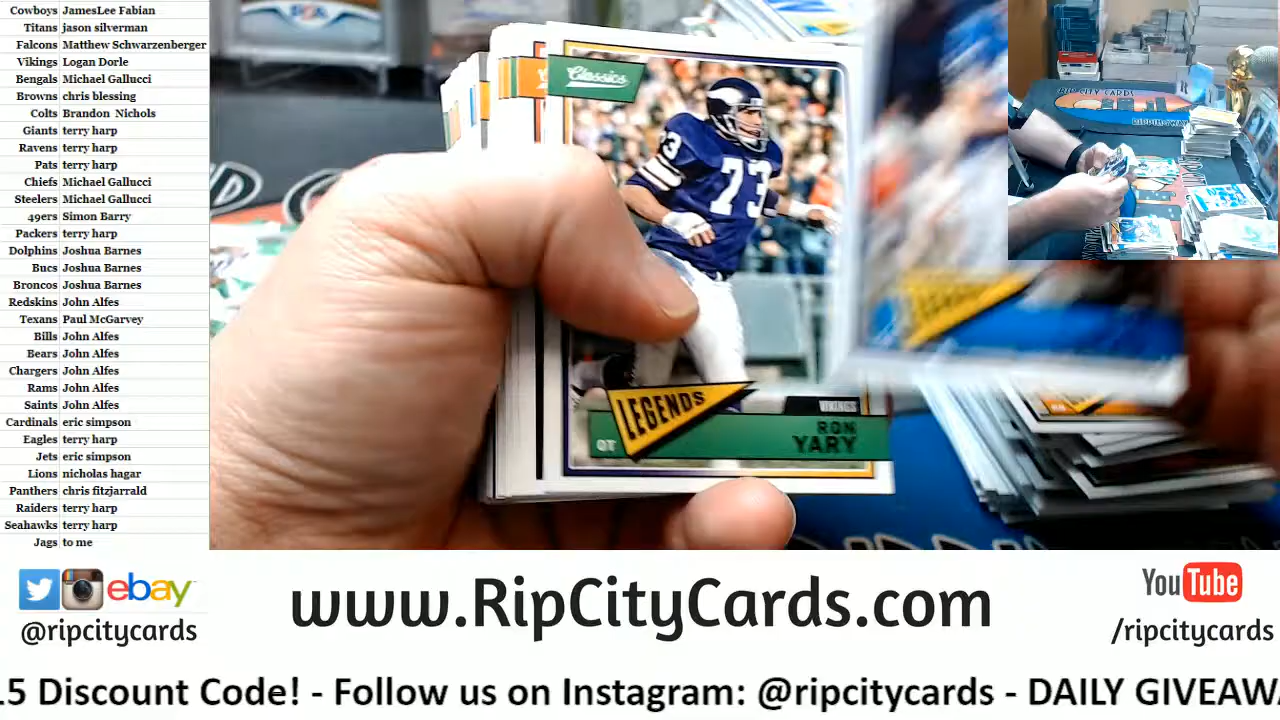 Cowboys JamesLee Fabian
Titans jason silverman
Falcons Matthew Schwarzenberger
Vikings Logan Dorle
Bengals Michael Gallucci
Browns chris blessing
Colts Brandon Nichols
Giants terry harp
Ravens terry harp
Pats terry harp
Chiefs Michael Gallucci
Steelers Michael Gallucci
49ers Simon Barry
Packers terry harp
Dolphins Joshua Barnes
Bucs Joshua Barnes
Broncos Joshua Barnes
Redskins John Alfes
Texans Paul McGarvey
Bills John Alfes
Bears John Alfes
Chargers John Alfes
Rams John Alfes
Saints John Alfes
Cardinals eric simpson
Eagles terry harp
Jets eric simpson
Lions nicholas hagar
Panthers chris fitzjarrald
Raiders terry harp
Seahawks terry harp
Jags to me
Classics
73
73
LEGENDS
OT
RON
YARY
RIP CITY CARDS
ebay
@ripcitycards
www.RipCityCards.com
YouTube
/ripcitycards
.5 Discount Code! - Follow us on Instagram: @ripcitycards - DAILY GIVEAWA